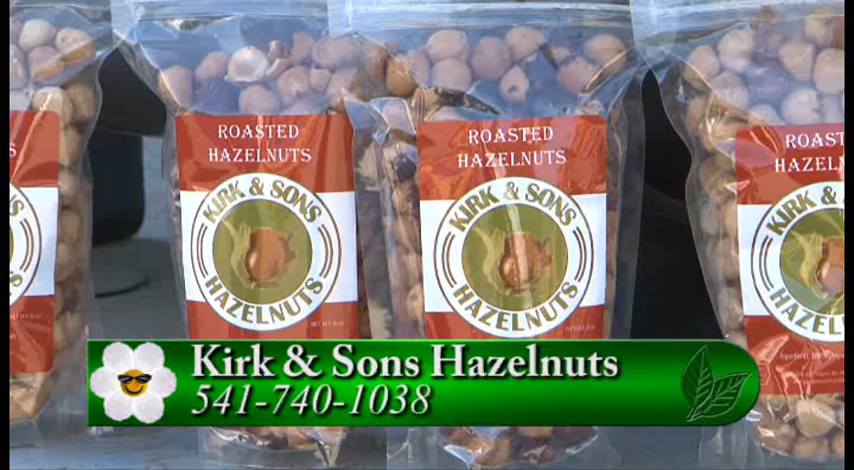 ROASTED
HAZELNUTS
KIRK & SONS
HAZELNUTS
ROASTED
HAZELNUTS
KIRK & SONS
HAZELNUTS
Kirk & Sons Hazelnuts
541-740-1038